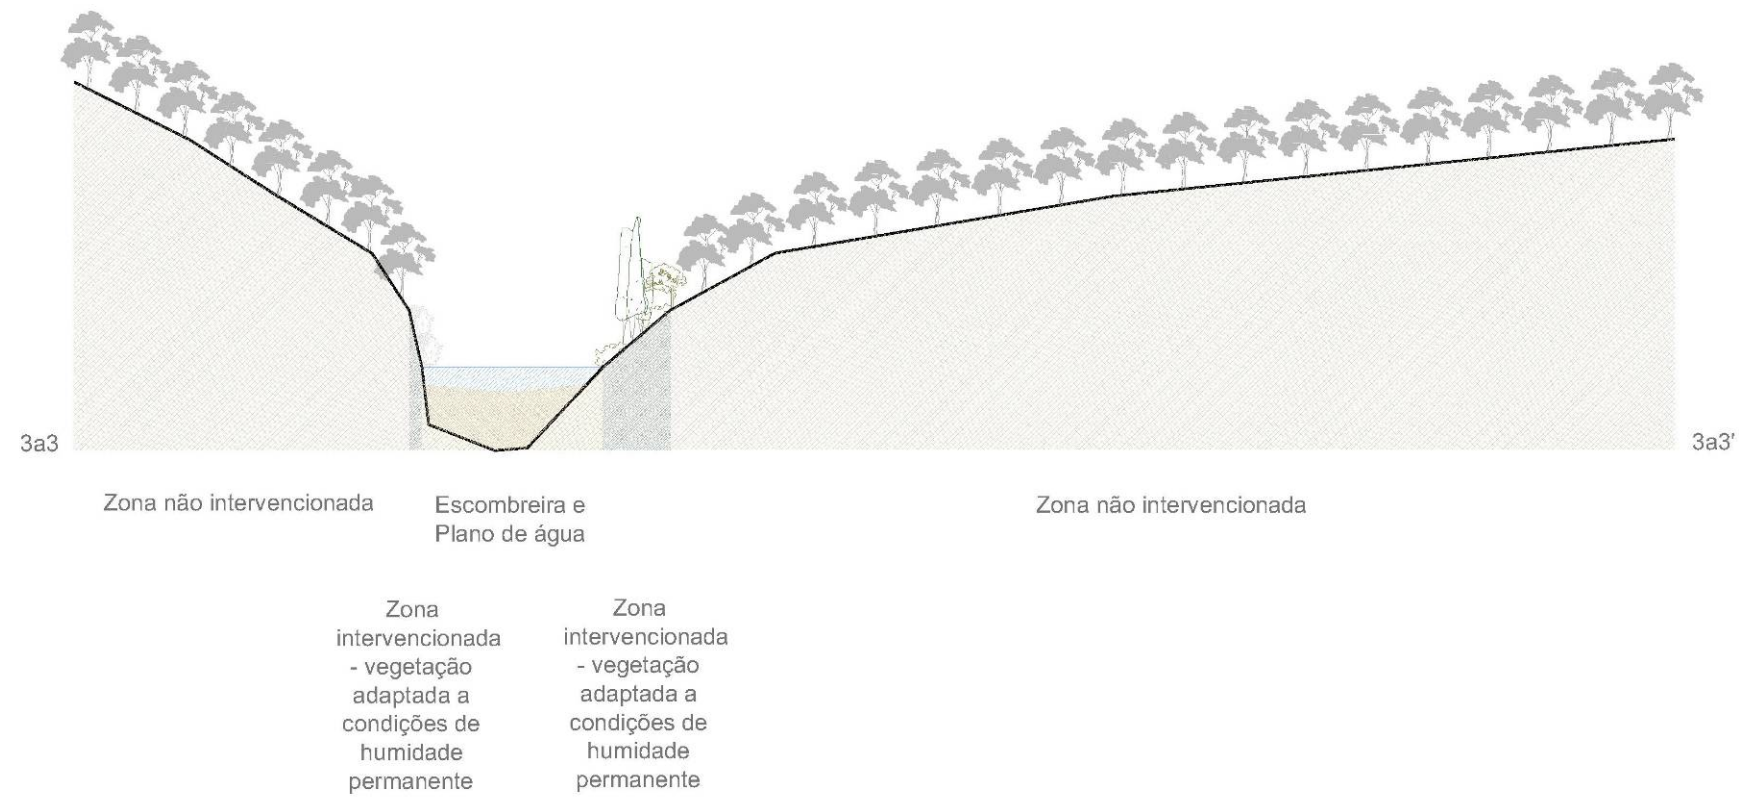 3a3
3a3'
Zona não intervencionada
Escombreira e
Plano de água
Zona não intervencionada
Zona
intervencionada
- vegetação
adaptada a
condições de
humidade
permanente
Zona
intervencionada
- vegetação
adaptada a
condições de
humidade
permanente